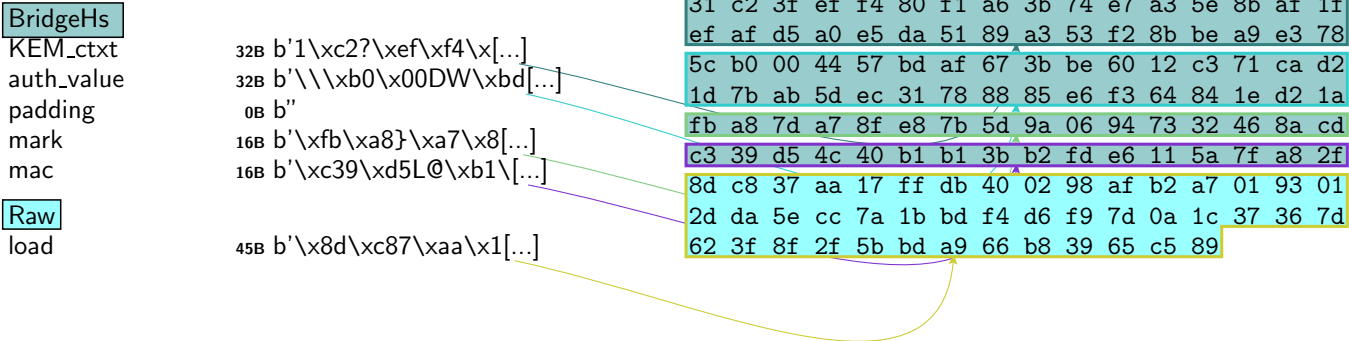 BridgeHs
KEM_ctxt 32B b'1\xc2?\xef\xf4\x[...]
auth_value 32B b'\\\xb0\x00DW\xbd[...]
padding 0B b''
mark 16B b'\xfb\xa8}\xa7\x8[...]
mac 16B b'\xc39\xd5L@\xb1\[...]
Raw
load 45B b'\x8d\xc87\xaa\x1[...]
31 c2 3f ef f4 80 f1 a6 3b 74 e7 a3 5e 8b af 1f
ef af d5 a0 e5 da 51 89 a3 53 f2 8b be a9 e3 78
5c b0 00 44 57 bd af 67 3b be 60 12 c3 71 ca d2
1d 7b ab 5d ec 31 78 88 85 e6 f3 64 84 1e d2 1a
fb a8 7d a7 8f e8 7b 5d 9a 06 94 73 32 46 8a cd
c3 39 d5 4c 40 b1 b1 3b b2 fd e6 11 5a 7f a8 2f
8d c8 37 aa 17 ff db 40 02 98 af b2 a7 01 93 01
2d da 5e cc 7a 1b bd f4 d6 f9 7d 0a 1c 37 36 7d
62 3f 8f 2f 5b bd a9 66 b8 39 65 c5 89